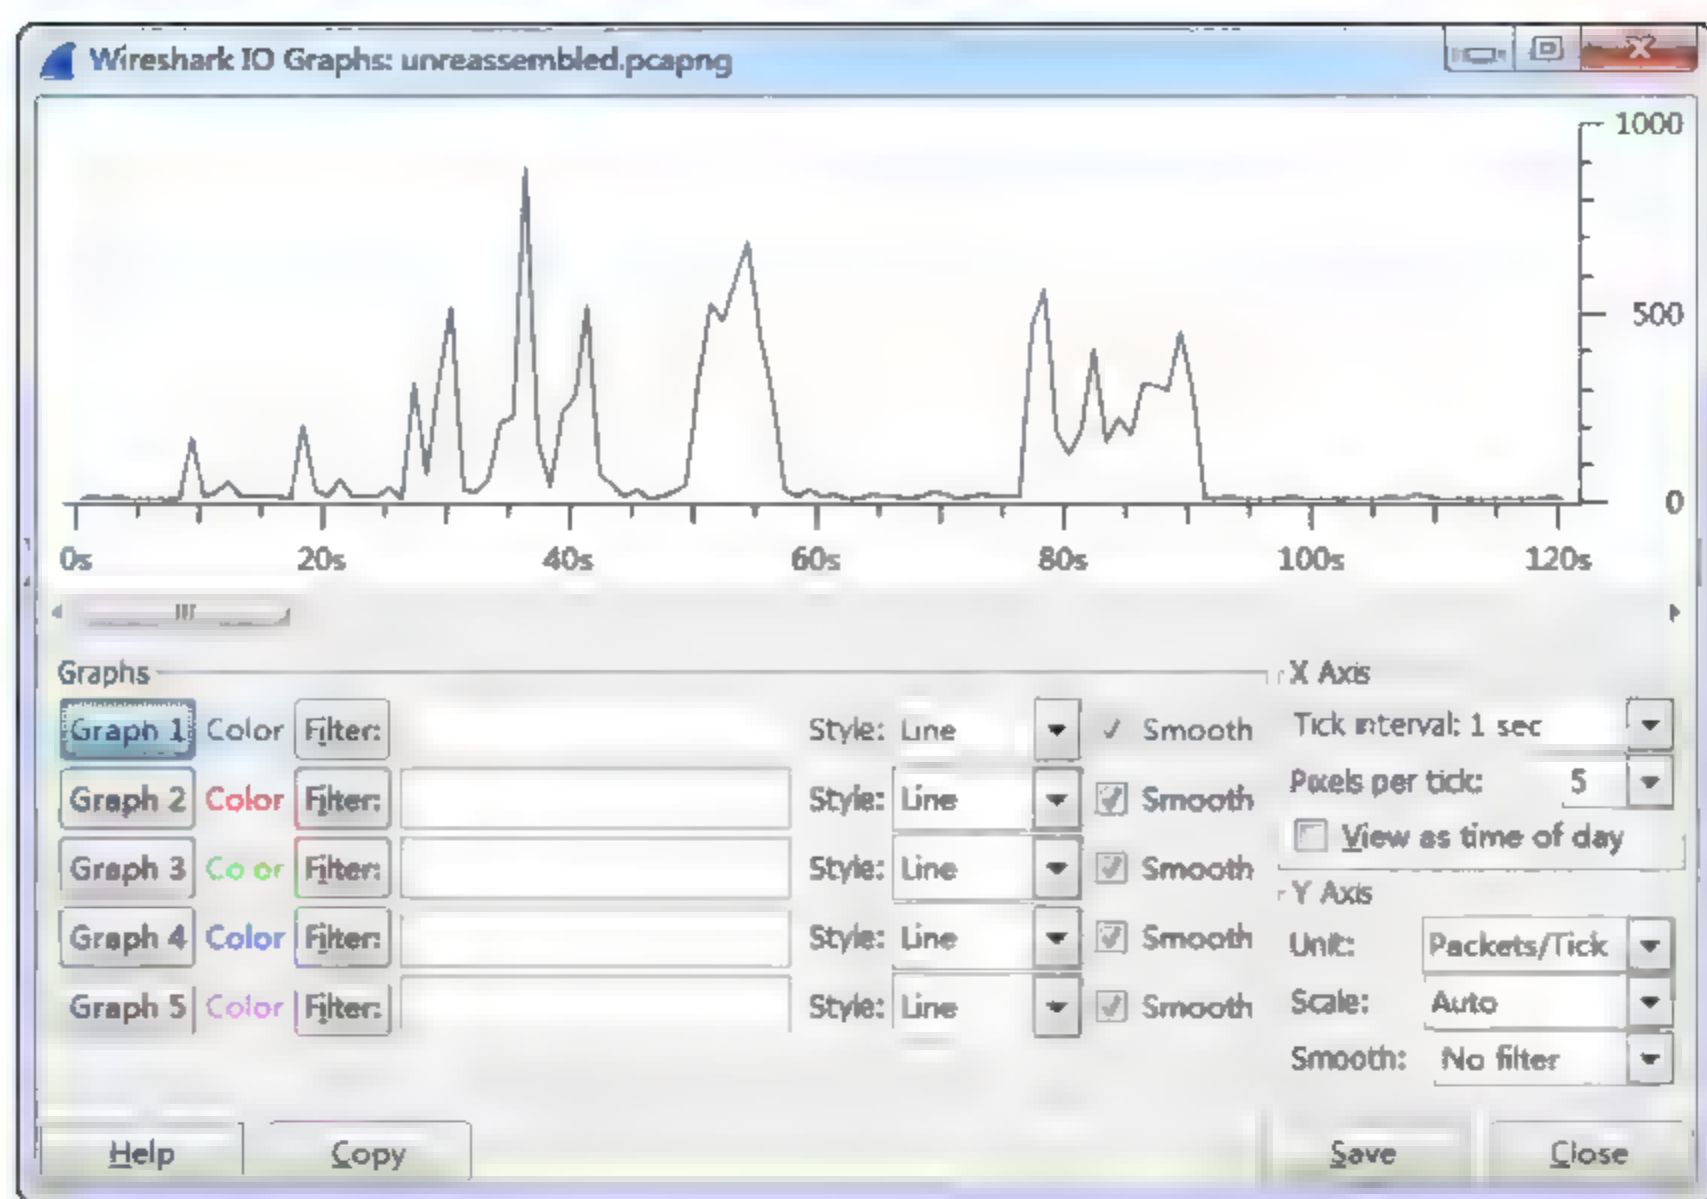 Wireshark IO Graphs: unreassembled.pcapng
1000
500
0
0s 20s 40s 60s 80s 100s 120s
Graphs
Graph 1 Color Filter: Style: Line Smooth
Graph 2 Color Filter: Style: Line Smooth
Graph 3 Color Filter: Style: Line Smooth
Graph 4 Color Filter: Style: Line Smooth
Graph 5 Color Filter: Style: Line Smooth
X Axis
Tick interval: 1 sec
Pixels per tick: 5
View as time of day
Y Axis
Unit: Packets/Tick
Scale: Auto
Smooth: No filter
Help Copy Save Close